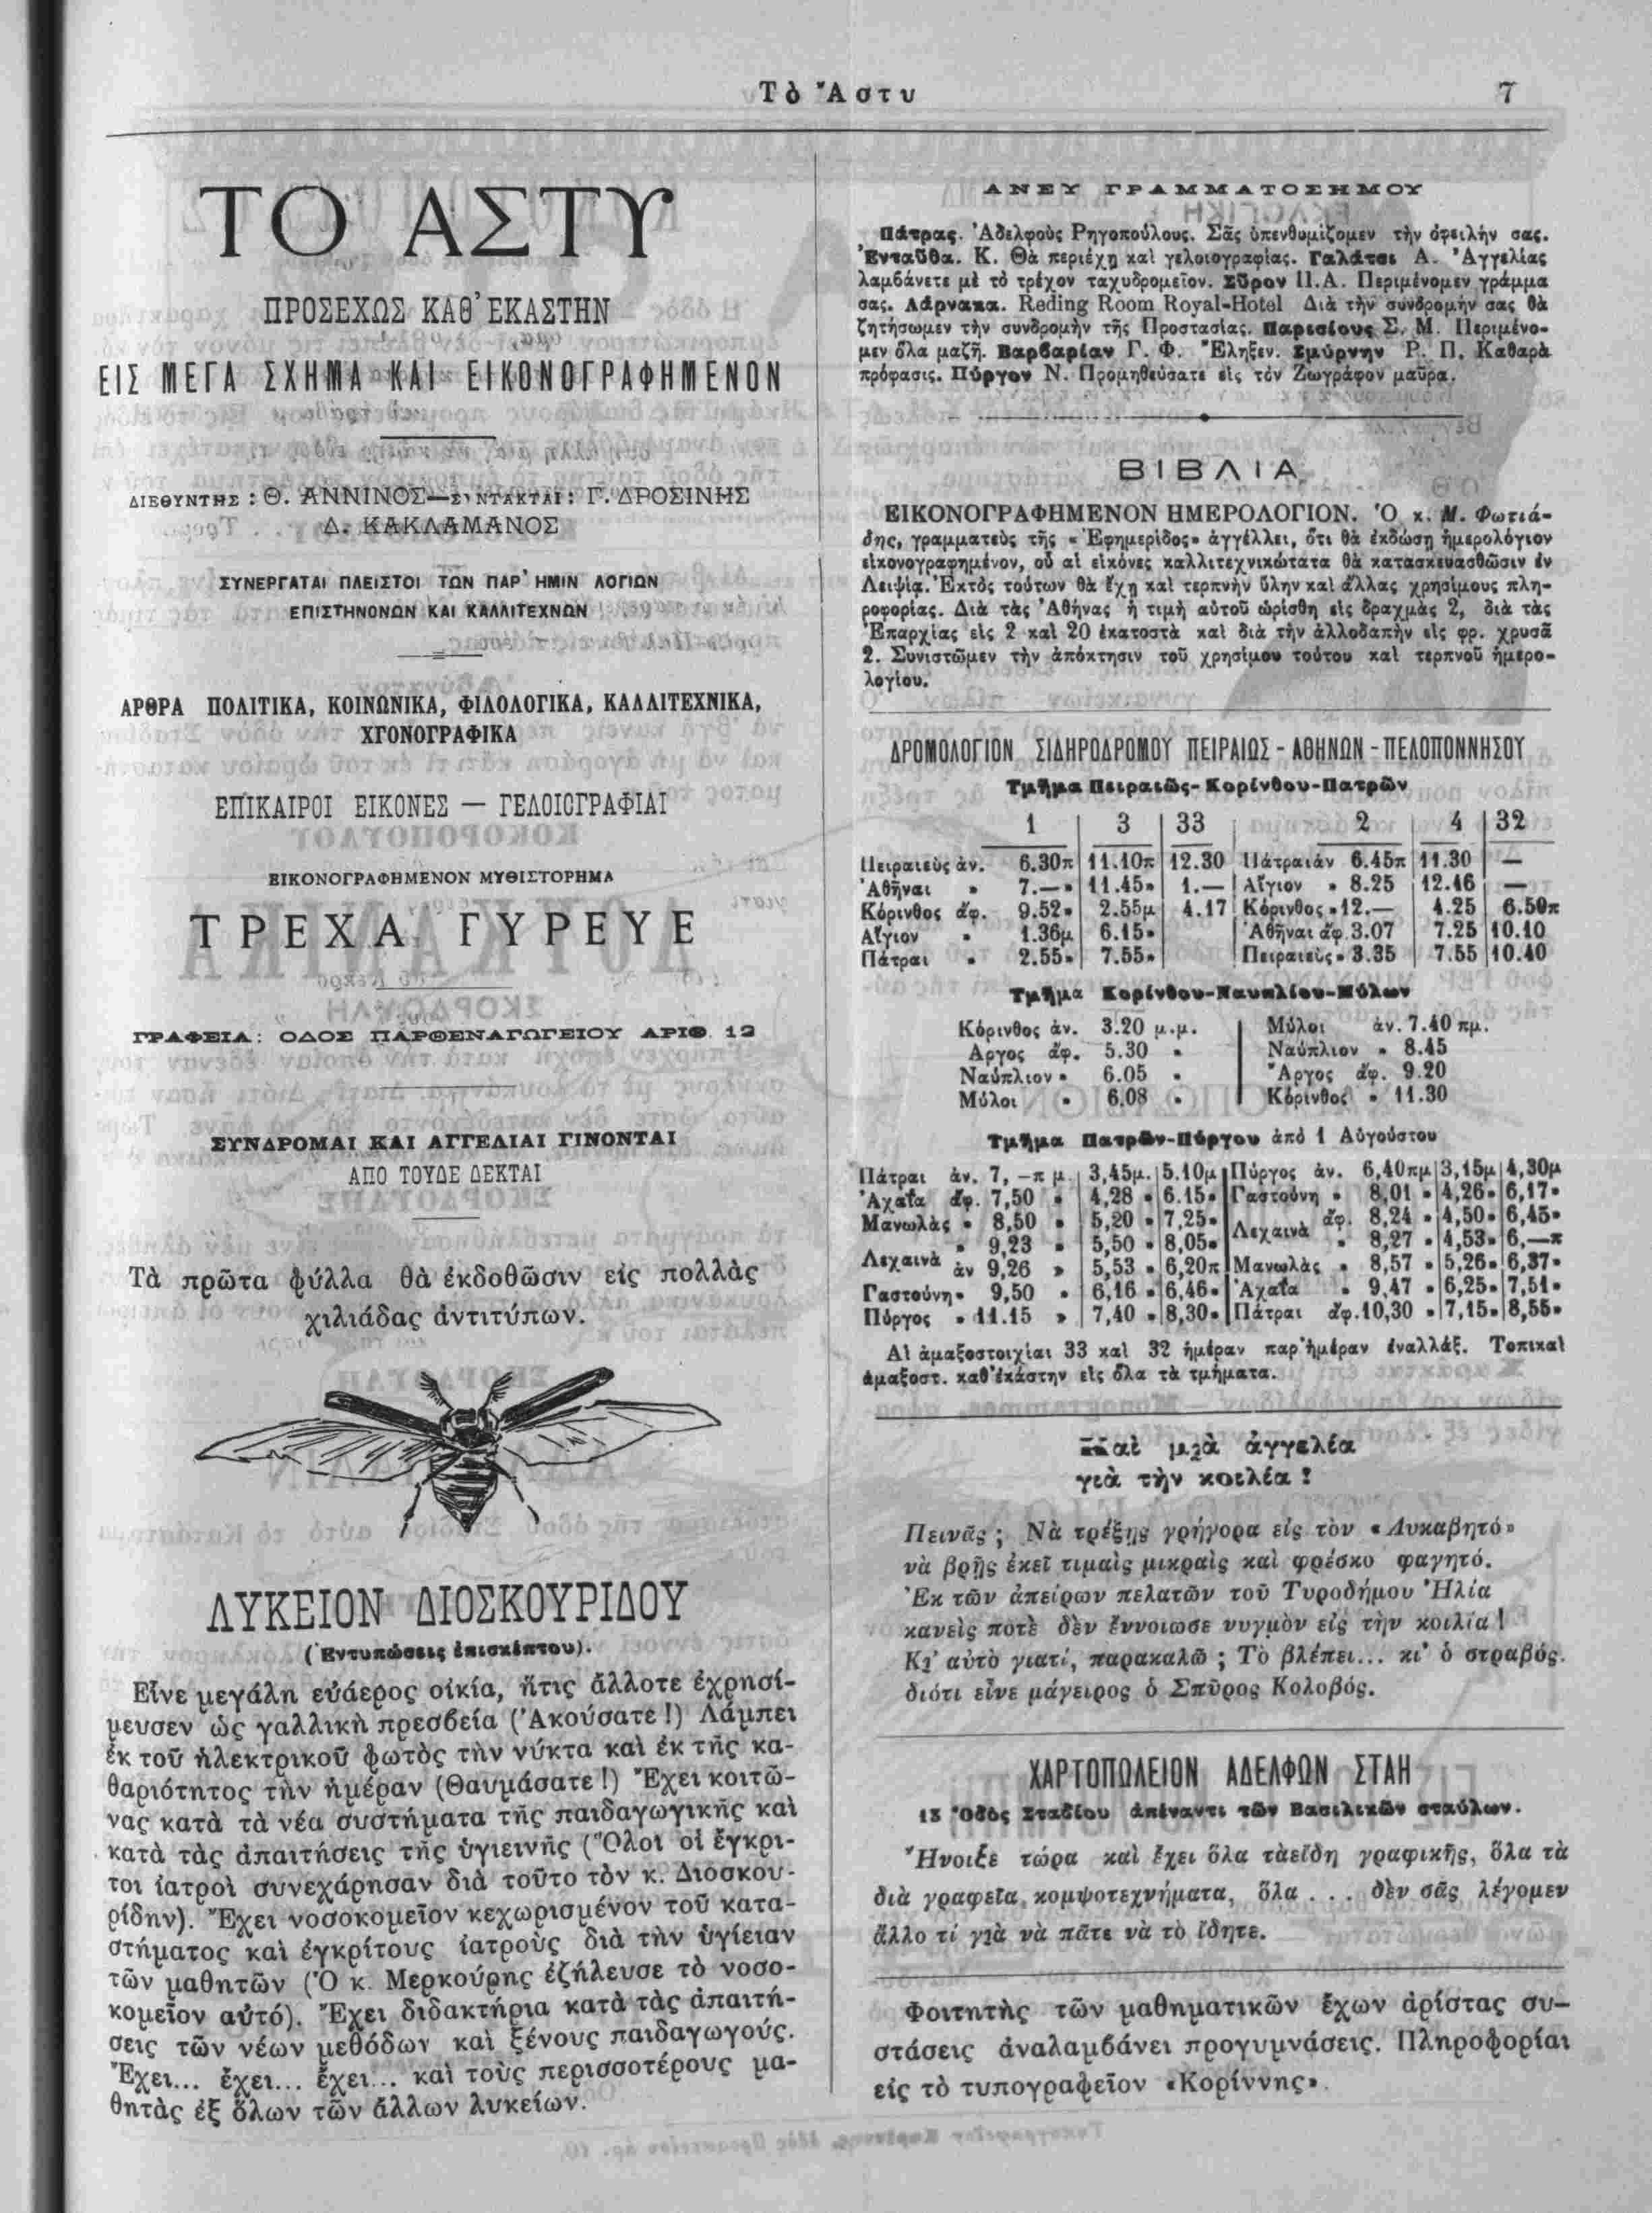 Τὸ Ἄστυ
7
ΤΟ ΑΣΤΥ
ΠΡΟΣΕΧΩΣ ΚΑΘ' ΕΚΑΣΤΗΝ
ΕΙΣ ΜΕΓΑ ΣΧΗΜΑ ΚΑΙ ΕΙΚΟΝΟΓΡΑΦΗΜΕΝΟΝ
ΔΙΕΘΥΝΤΗΣ : Θ. ΑΝΝΙΝΟΣ—ΣΥΝΤΑΚΤΑΙ : Γ. ΔΡΟΣΙΝΗΣ
Δ. ΚΑΚΛΑΜΑΝΟΣ
ΣΥΝΕΡΓΑΤΑΙ ΠΛΕΙΣΤΟΙ ΤΩΝ ΠΑΡ' ΗΜΙΝ ΛΟΓΙΩΝ
ΕΠΙΣΤΗΝΟΝΩΝ ΚΑΙ ΚΑΛΛΙΤΕΧΝΩΝ
ΑΡΘΡΑ ΠΟΛΙΤΙΚΑ, ΚΟΙΝΩΝΙΚΑ, ΦΙΛΟΛΟΓΙΚΑ, ΚΑΛΛΙΤΕΧΝΙΚΑ,
ΧΓΟΝΟΓΡΑΦΙΚΑ
ΕΠΙΚΑΙΡΟΙ ΕΙΚΟΝΕΣ — ΓΕΛΟΙΟΓΡΑΦΙΑΙ
ΕΙΚΟΝΟΓΡΑΦΗΜΕΝΟΝ ΜΥΘΙΣΤΟΡΗΜΑ
ΤΡΕΧΑ ΓΥΡΕΥΕ
ΓΡΑΦΕΙΑ: ΟΔΟΣ ΠΑΡΘΕΝΑΓΩΓΕΙΟΥ ΑΡΙΘ. 12
ΣΥΝΔΡΟΜΑΙ ΚΑΙ ΑΓΓΕΛΙΑΙ ΓΙΝΟΝΤΑΙ
ΑΠΟ ΤΟΥΔΕ ΔΕΚΤΑΙ
Τὰ πρῶτα φύλλα θὰ ἐκδοθῶσιν εἰς πολλὰς
χιλιάδας ἀντιτύπων.
ΛΥΚΕΙΟΝ ΔΙΟΣΚΟΥΡΙΔΟΥ
(Ἐντυπώσεις ἐπισκέπτου).
Εἶνε μεγάλη εὐάερος οἰκία, ἥτις ἄλλοτε ἐχρησί-
μευσεν ὡς γαλλικὴ πρεσβεία (Ἀκούσατε!) Λάμπει
ἐκ τοῦ ἠλεκτρικοῦ φωτὸς τὴν νύκτα καὶ ἐκ τῆς κα-
θαριότητος τὴν ἡμέραν (Θαυμάσατε!) Ἔχει κοιτῶ-
νας κατὰ τὰ νέα συστήματα τῆς παιδαγωγικῆς καὶ
κατὰ τὰς ἀπαιτήσεις τῆς ὑγιεινῆς (Ὅλοι οἱ ἔγκρι-
τοι ἰατροὶ συνεχάρησαν διὰ τοῦτο τὸν κ. Διοσκου-
ρίδην). Ἔχει νοσοκομεῖον κεχωρισμένον τοῦ κατα-
στήματος καὶ ἐγκρίτους ἰατροὺς διὰ τὴν ὑγίειαν
τῶν μαθητῶν (Ὁ κ. Μερκούρης ἐζήλευσε τὸ νοσο-
κομεῖον αὐτό). Ἔχει διδακτήρια κατὰ τὰς ἀπαιτή-
σεις τῶν νέων μεθόδων καὶ ξένους παιδαγωγούς.
Ἔχει... ἔχει... ἔχει... καὶ τοὺς περισσοτέρους μα-
θητὰς ἐξ ὅλων τῶν ἄλλων λυκείων.
ΑΝΕΥ ΓΡΑΜΜΑΤΟΣΗΜΟΥ
Πάτρας. Ἀδελφοὺς Ρηγοπούλους. Σᾶς ὑπενθυμίζομεν τὴν ὀφειλήν σας.
Ἐνταῦθα. Κ. Θὰ περιέχῃ καὶ γελοιογραφίας. Γαλάτσι Α. Ἀγγελίας
λαμβάνετε μὲ τὸ τρέχον ταχυδρομεῖον. Σῦρον Π.Α. Περιμένομεν γράμμα
σας. Λάρνακα. Reding Room Royal-Hotel Διὰ τὴν συνδρομήν σας θὰ
ζητήσωμεν τὴν συνδρομὴν τῆς Προστασίας. Παρισίους Σ. Μ. Περιμένο-
μεν ὅλα μαζῆ. Βαρβαρίαν Γ. Φ. Ἔληξεν. Σμύρνην Ρ. Π. Καθαρὰ
πρόφασις. Πύργον Ν. Προμηθεύσατε εἰς τὸν Ζωγράφον μαῦρα.
ΒΙΒΛΙΑ
ΕΙΚΟΝΟΓΡΑΦΗΜΕΝΟΝ ΗΜΕΡΟΛΟΓΙΟΝ. Ὁ κ. Μ. Φωτιά-
δης, γραμματεὺς τῆς «Ἐφημερίδος» ἀγγέλλει, ὅτι θὰ ἐκδώσῃ ἡμερολόγιον
εἰκονογραφημένον, οὗ αἱ εἰκόνες καλλιτεχνικώτατα θὰ κατασκευασθῶσιν ἐν
Λειψίᾳ. Ἐκτὸς τούτων θὰ ἔχῃ καὶ τερπνὴν ὕλην καὶ ἄλλας χρησίμους πλη-
ροφορίας. Διὰ τὰς Ἀθήνας ἡ τιμὴ αὐτοῦ ὡρίσθη εἰς δραχμὰς 2, διὰ τὰς
Ἐπαρχίας εἰς 2 καὶ 20 ἑκατοστὰ καὶ διὰ τὴν ἀλλοδαπὴν εἰς φρ. χρυσᾶ
2. Συνιστῶμεν τὴν ἀπόκτησιν τοῦ χρησίμου τούτου καὶ τερπνοῦ ἡμερο-
λογίου.
ΔΡΟΜΟΛΟΓΙΟΝ ΣΙΔΗΡΟΔΡΟΜΟΥ ΠΕΙΡΑΙΩΣ - ΑΘΗΝΩΝ - ΠΕΛΟΠΟΝΝΗΣΟΥ
Τμῆμα Πειραιῶς-Κορίνθου-Πατρῶν
1 3 33 2 4 32
Πειραιεὺς ἀν. 6.30π 11.10π 12.30 Πάτραι ἀν 6.45π 11.30 —
Ἀθῆναι » 7.—» 11.45» 1.— Αἴγιον » 8.25 12.46 —
Κόρινθος ἀφ. 9.52» 2.55μ 4.17 Κόρινθος » 12.— 4.25 6.50π
Αἴγιον » 1.36μ 6.15» Ἀθῆναι ἀφ. 3.07 7.25 10.10
Πάτραι » 2.55» 7.55» Πειραιεὺς » 3.35 7.55 10.40
Τμῆμα Κορίνθου-Ναυπλίου-Μύλων
Κόρινθος ἀν. 3.20 μ.μ. Μύλοι ἀν. 7.40 πμ.
Αργος ἀφ. 5.30 » Ναύπλιον » 8.45
Ναύπλιον » 6.05 » Ἄργος ἀφ. 9.20
Μύλοι » 6.08 » Κόρινθος » 11.30
Τμῆμα Πατρῶν-Πύργου ἀπὸ 1 Αὐγούστου
Πάτραι ἀν. 7,—π μ 3,45μ. 5.10μ Πύργος ἀν. 6,40πμ 3,15μ 4,30μ
Ἀχαΐα ἀφ. 7,50 » 4,28 » 6.15» Γαστούνη » 8,01 » 4,26» 6,17»
Μανωλὰς » 8,50 » 5,20 » 7,25» Λεχαινὰ ἀφ. 8,24 » 4,50» 6,45»
Λεχαινὰ » 9,23 » 5,50 » 8,05» » 8,27 » 4,53» 6,—π
ἀν 9,26 » 5,53 » 6,20π Μανωλὰς » 8,57 » 5,26» 6,37»
Γαστούνη » 9,50 » 6,16 » 6,46» Ἀχαΐα » 9,47 » 6,25» 7,51»
Πύργος » 11.15 » 7,40 » 8,30» Πάτραι ἀφ. 10,30 » 7,15» 8,55»
Αἱ ἁμαξοστοιχίαι 33 καὶ 32 ἡμέραν παρ' ἡμέραν ἐναλλάξ. Τοπικαὶ
ἁμαξοστ. καθ' ἑκάστην εἰς ὅλα τὰ τμήματα.
Καὶ μιὰ ἀγγελία
γιὰ τὴν κοιλέα !
Πεινᾷς ; Νὰ τρέξῃς γρήγορα εἰς τὸν «Λυκαβητό»
νὰ βρῇς ἐκεῖ τιμαὶς μικραὶς καὶ φρέσκο φαγητό.
Ἐκ τῶν ἀπείρων πελατῶν τοῦ Τυροδήμου Ἠλία
κανεὶς ποτὲ δὲν ἔννοιωσε νυγμὸν εἰς τὴν κοιλία !
Κι' αὐτὸ γιατί, παρακαλῶ ; Τὸ βλέπει... κι' ὁ στραβός.
διότι εἶνε μάγειρος ὁ Σπῦρος Κολοβός.
ΧΑΡΤΟΠΩΛΕΙΟΝ ΑΔΕΛΦΩΝ ΣΤΑΗ
13 Ὁδὸς Σταδίου ἀπέναντι τῶν Βασιλικῶν σταύλων.
Ἤνοιξε τώρα καὶ ἔχει ὅλα τὰ εἴδη γραφικῆς, ὅλα τὰ
διὰ γραφεῖα, κομψοτεχνήματα, ὅλα . . . δὲν σᾶς λέγομεν
ἄλλο τί γιὰ νὰ πᾶτε νὰ τὸ ἴδητε.
Φοιτητὴς τῶν μαθηματικῶν ἔχων ἀρίστας συ-
στάσεις ἀναλαμβάνει προγυμνάσεις. Πληροφορίαι
εἰς τὸ τυπογραφεῖον «Κορίννης».